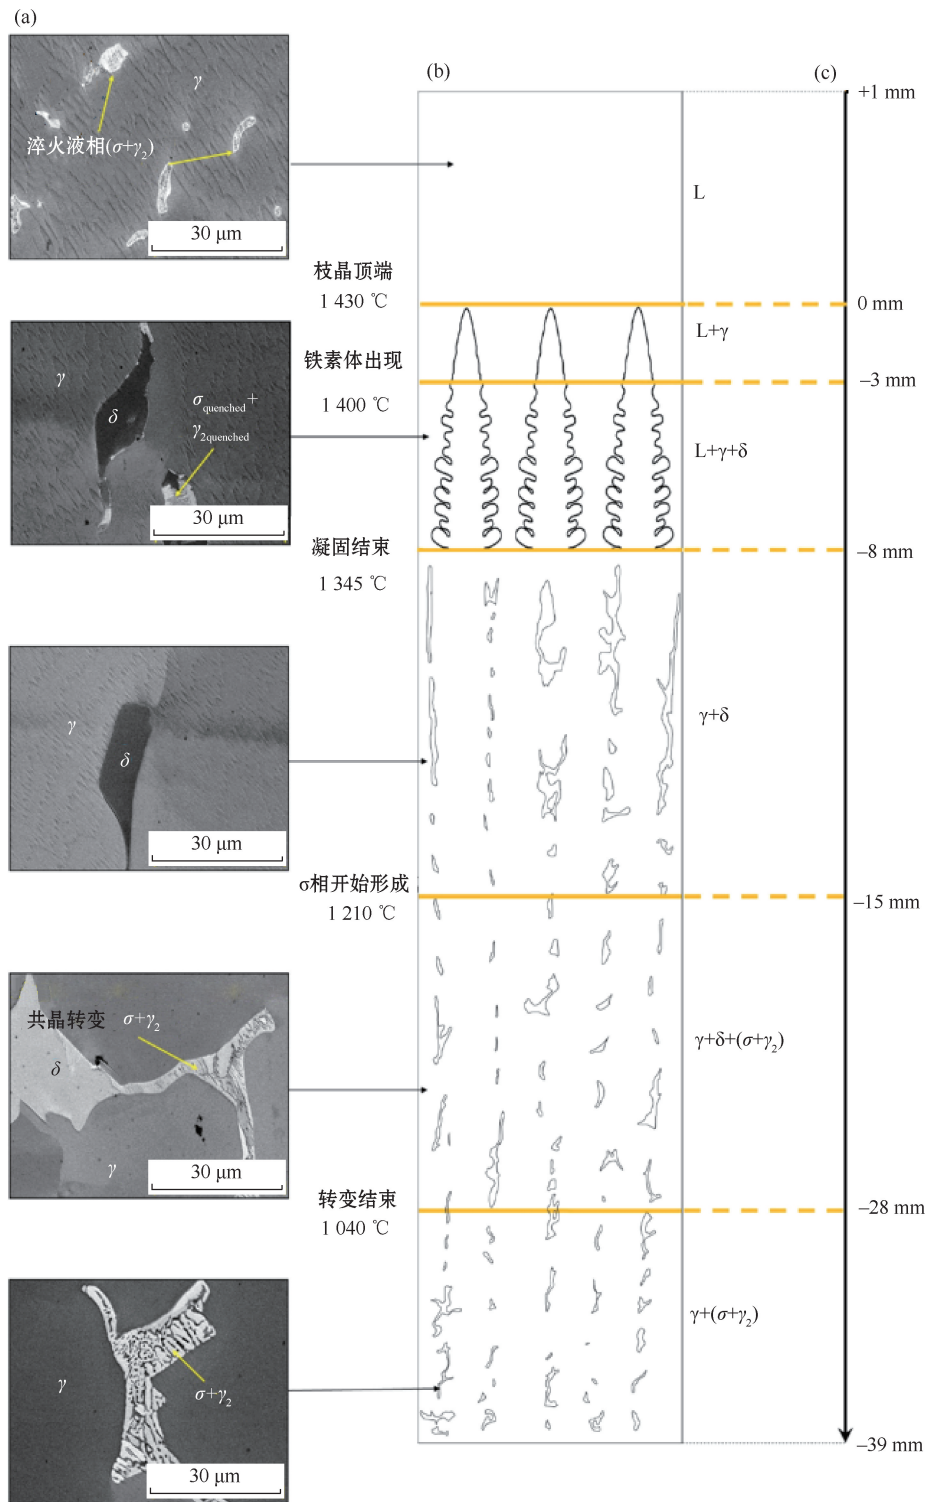 (a)
(b)
(c)
γ
淬火液相(σ+γ₂)
30 μm
+1 mm
L
枝晶顶端
1 430 ℃
0 mm
L+γ
铁素体出现
1 400 ℃
−3 mm
γ
δ
σquenched+
γ2quenched
30 μm
L+γ+δ
凝固结束
1 345 ℃
−8 mm
γ
δ
30 μm
γ+δ
σ相开始形成
1 210 ℃
−15 mm
共晶转变
σ+γ₂
δ
γ
30 μm
γ+δ+(σ+γ₂)
转变结束
1 040 ℃
−28 mm
γ
σ+γ₂
30 μm
γ+(σ+γ₂)
−39 mm